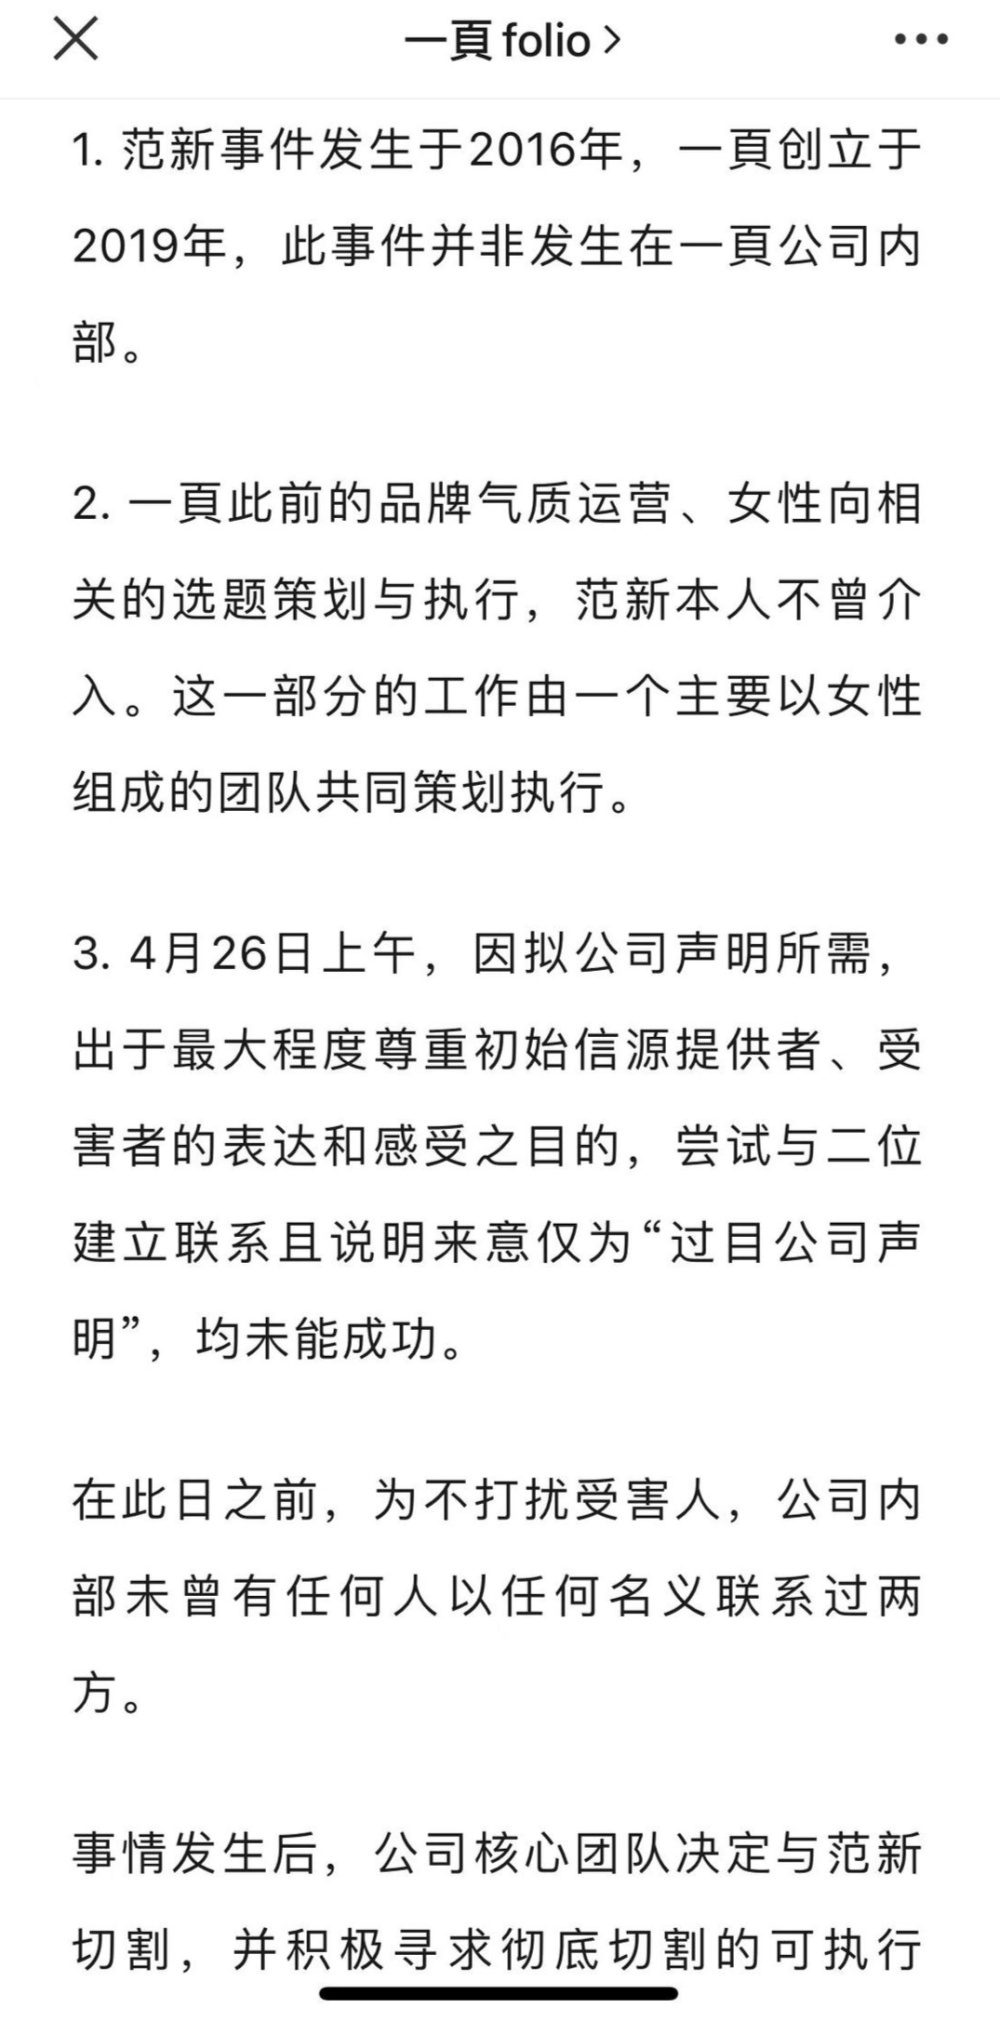 一頁folio
1. 范新事件发生于2016年，一頁创立于
2019年，此事件并非发生在一頁公司内
部。
2. 一頁此前的品牌气质运营、女性向相
关的选题策划与执行，范新本人不曾介
入。这一部分的工作由一个主要以女性
组成的团队共同策划执行。
3. 4月26日上午，因拟公司声明所需，
出于最大程度尊重初始信源提供者、受
害者的表达和感受之目的，尝试与二位
建立联系且说明来意仅为“过目公司声
明”，均未能成功。
在此日之前，为不打扰受害人，公司内
部未曾有任何人以任何名义联系过两
方。
事情发生后，公司核心团队决定与范新
切割，并积极寻求彻底切割的可执行